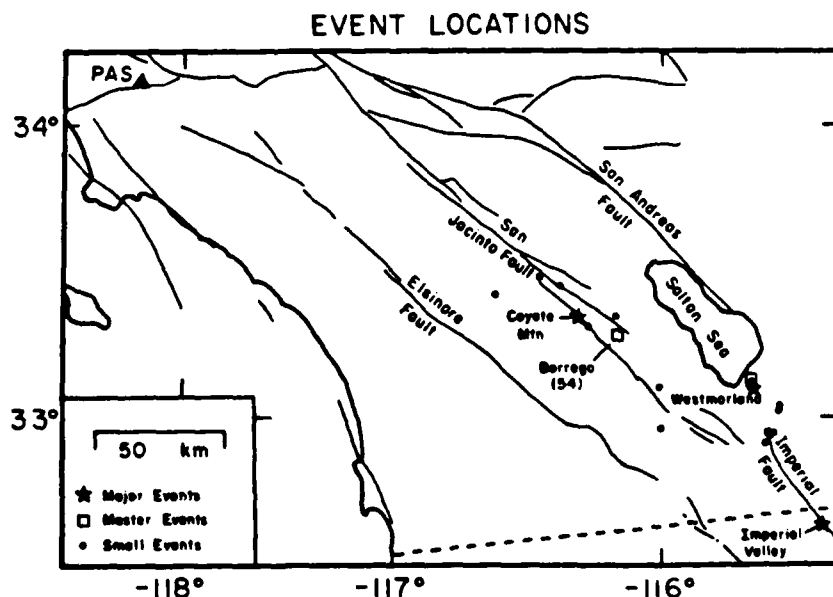 EVENT LOCATIONS
PAS
34°
San Andreas
Fault
San
Jacinto Fault
Elsinore
Fault
Salton Sea
Coyote
Mtn
Borrego
(54)
Westmorland
33°
Imperial
Fault
50 km
Major Events
Master Events
Small Events
Imperial
Valley
-118°
-117°
-116°